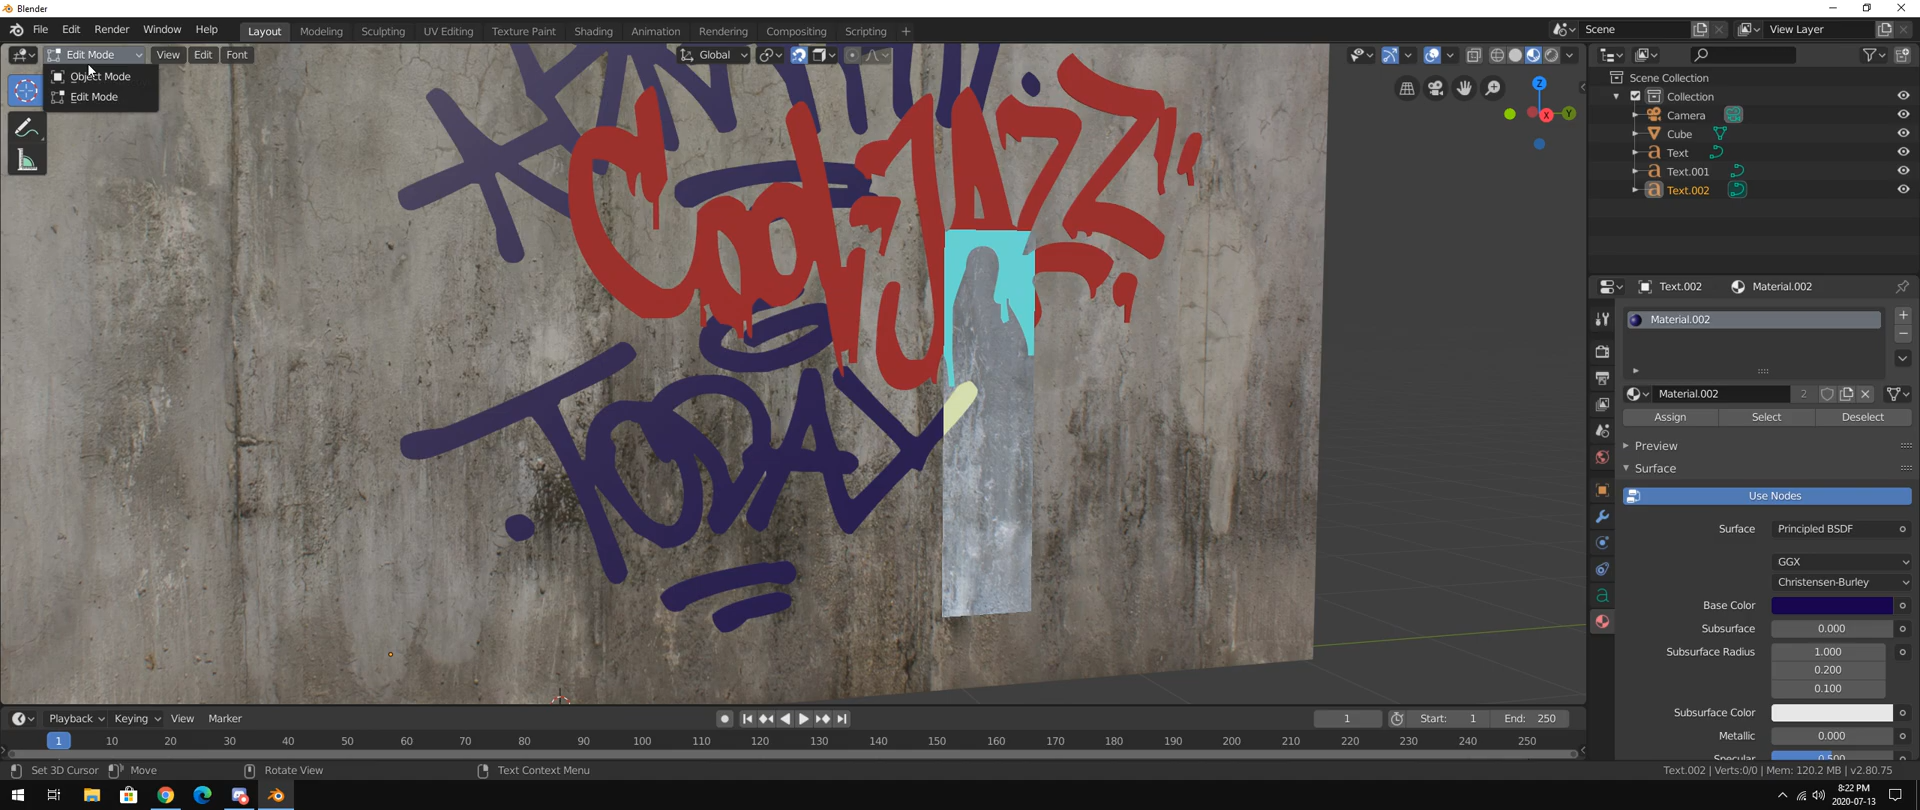 Blender
File Edit Render Window Help
Layout Modeling Sculpting UV Editing Texture Paint Shading Animation Rendering Compositing Scripting +
Scene
View Layer
Edit Mode View Edit Font
Global
Object Mode
Edit Mode
Z
X
Y
Cool JAZZ
TODAY
Scene Collection
Collection
Camera
Cube
Text
Text.001
Text.002
Text.002 Material.002
Material.002
Material.002 2
Assign Select Deselect
Preview
Surface
Use Nodes
Surface Principled BSDF
GGX
Christensen-Burley
Base Color
Subsurface 0.000
Subsurface Radius 1.000
0.200
0.100
Subsurface Color
Metallic 0.000
Specular 0.500
Playback Keying View Marker
1 Start: 1 End: 250
1 10 20 30 40 50 60 70 80 90 100 110 120 130 140 150 160 170 180 190 200 210 220 230 240 250
Set 3D Cursor Move Rotate View Text Context Menu
Text.002 | Verts:0/0 | Mem: 120.2 MB | v2.80.75
8:22 PM
2020-07-13